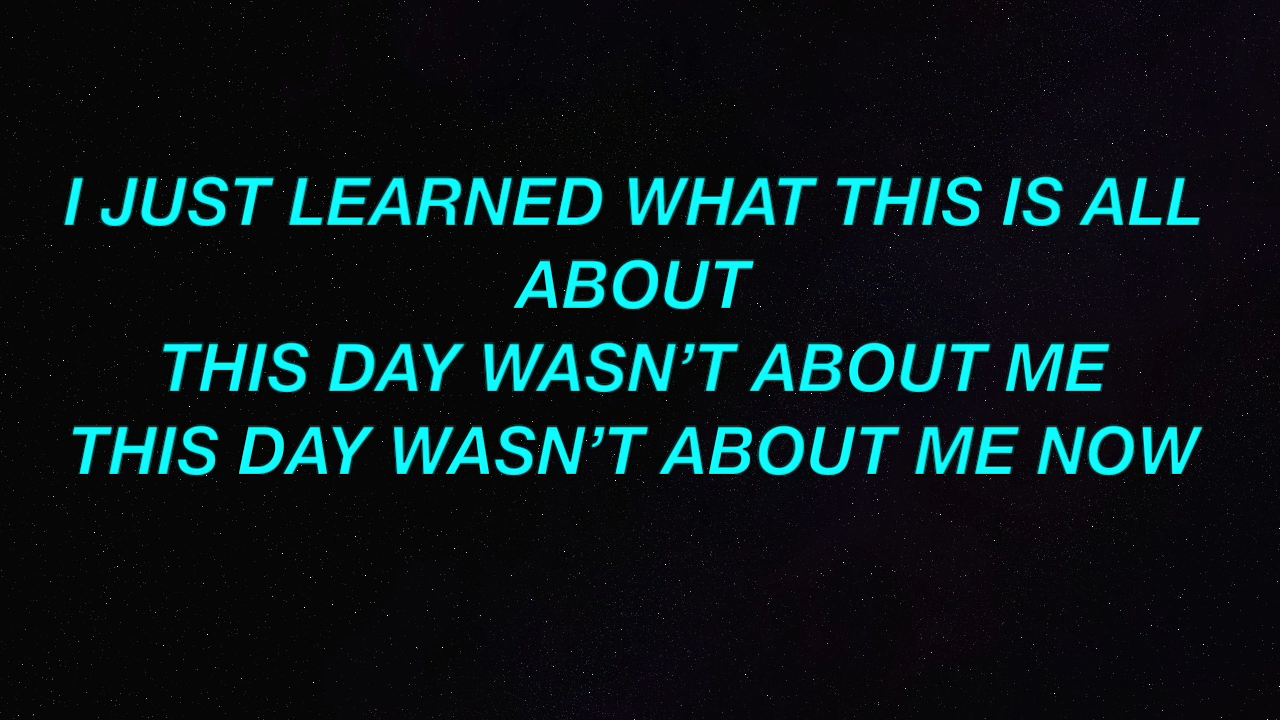 I JUST LEARNED WHAT THIS IS ALL
ABOUT
THIS DAY WASN’T ABOUT ME
THIS DAY WASN’T ABOUT ME NOW